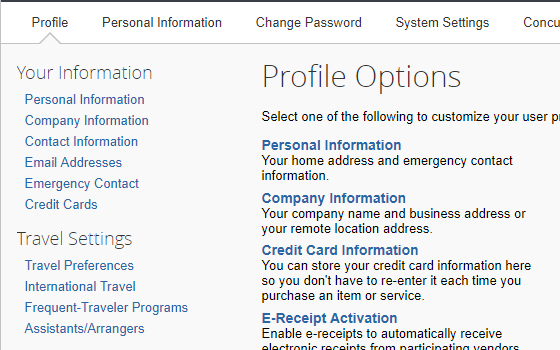 Profile Personal Information Change Password System Settings
Your Information
Personal Information
Company Information
Contact Information
Email Addresses
Emergency Contact
Credit Cards
Travel Settings
Travel Preferences
International Travel
Frequent-Traveler Programs
Assistants/Arrangers
Profile Options
Select one of the following to customize your user
Personal Information
Your home address and emergency contact
information.
Company Information
Your company name and business address or
your remote location address.
Credit Card Information
You can store your credit card information here
so you don't have to re-enter it each time you
purchase an item or service.
E-Receipt Activation
Enable e-receipts to automatically receive
electronic receipts from participating vendors